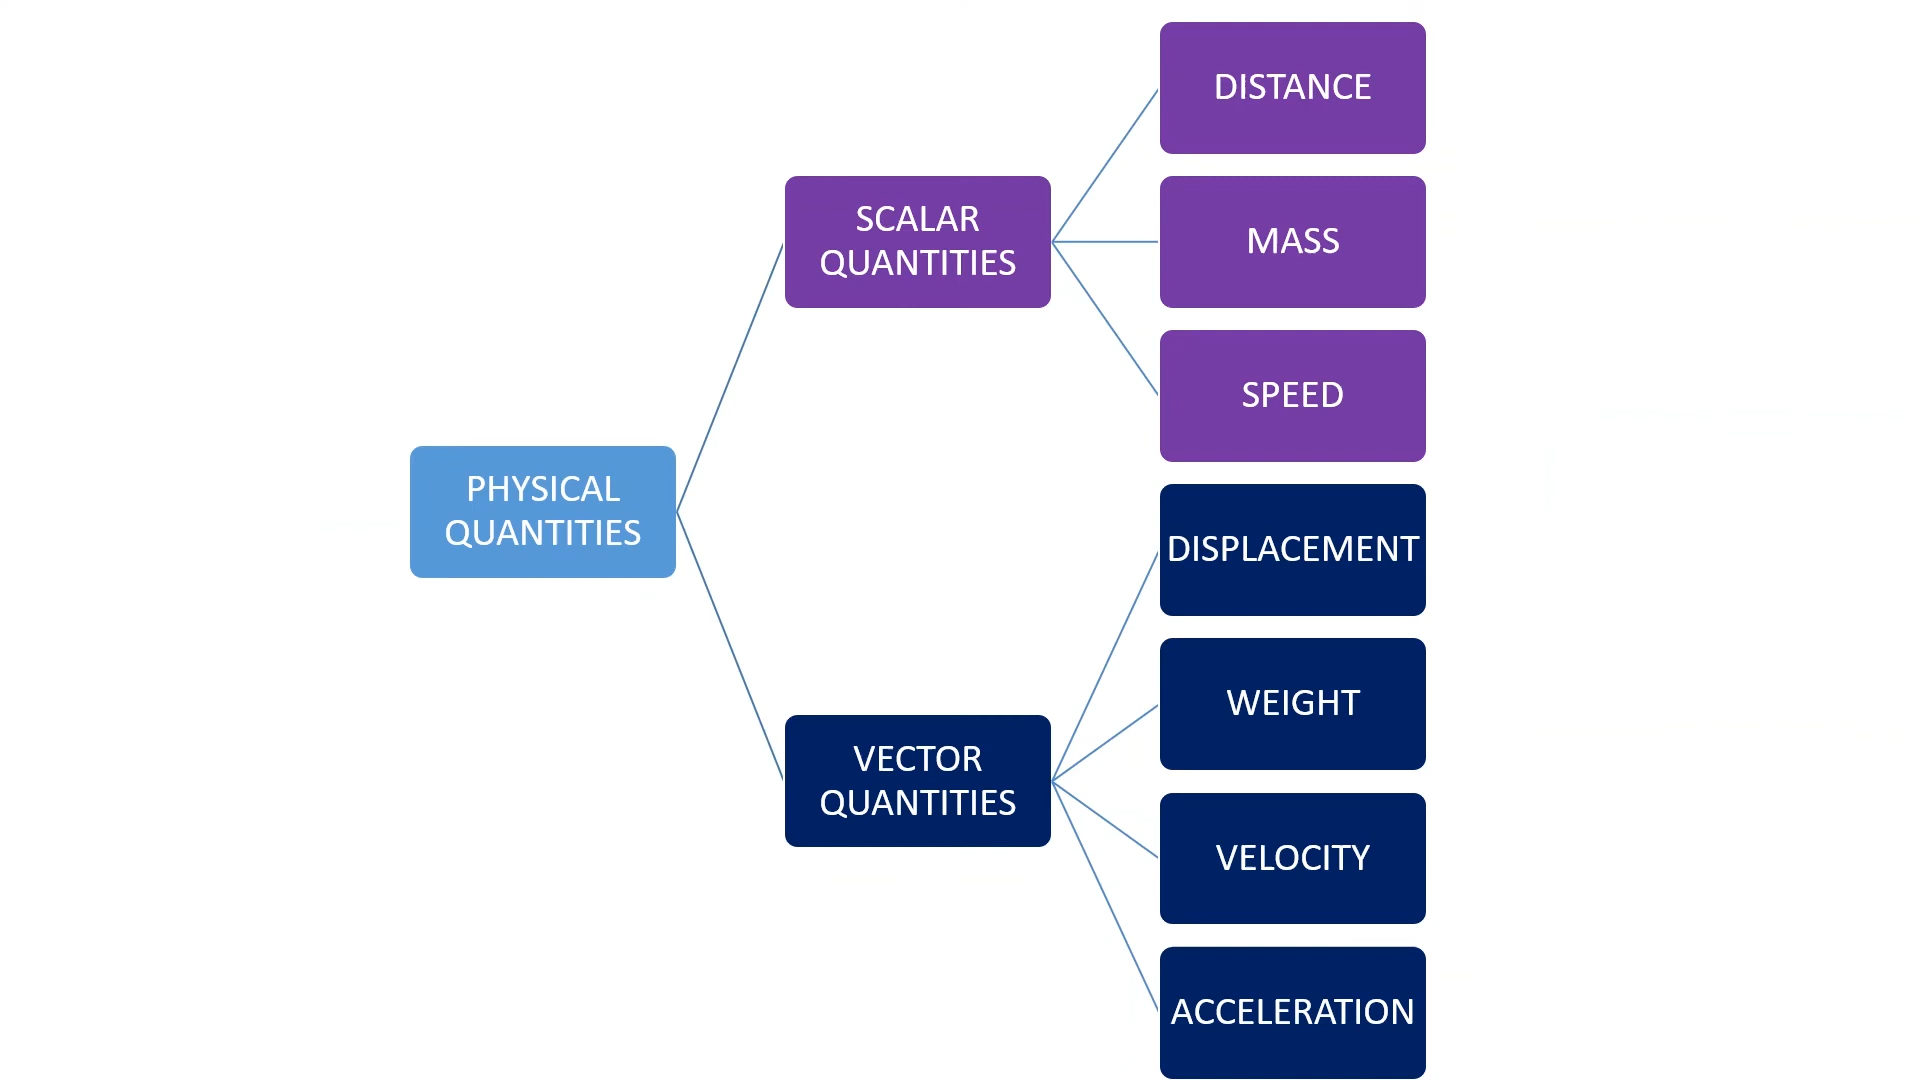 DISTANCE
SCALAR
QUANTITIES
MASS
SPEED
PHYSICAL
QUANTITIES
DISPLACEMENT
WEIGHT
VECTOR
QUANTITIES
VELOCITY
ACCELERATION